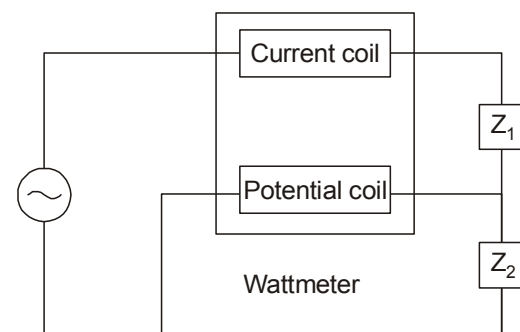 Current coil
Z₁
Potential coil
Z₂
Wattmeter